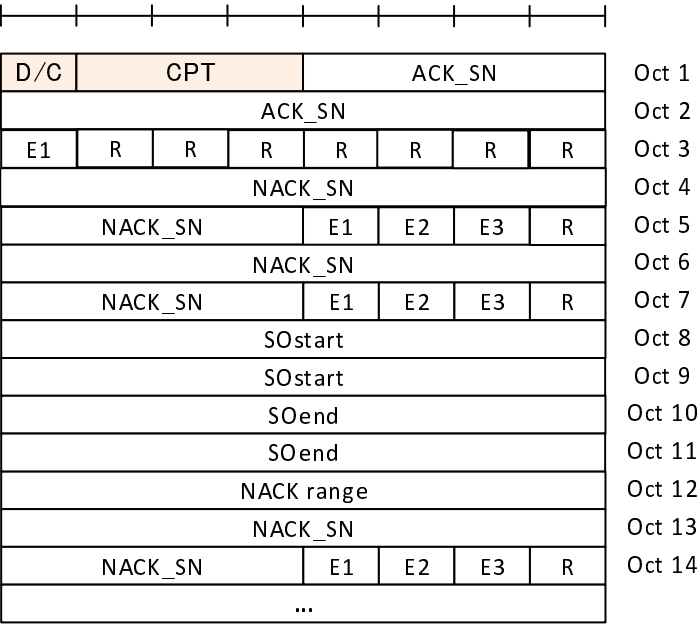 D/C CPT ACK_SN Oct 1
ACK_SN Oct 2
E1 R R R R R R R Oct 3
NACK_SN Oct 4
NACK_SN E1 E2 E3 R Oct 5
NACK_SN Oct 6
NACK_SN E1 E2 E3 R Oct 7
SOstart Oct 8
SOstart Oct 9
SOend Oct 10
SOend Oct 11
NACK range Oct 12
NACK_SN Oct 13
NACK_SN E1 E2 E3 R Oct 14
...